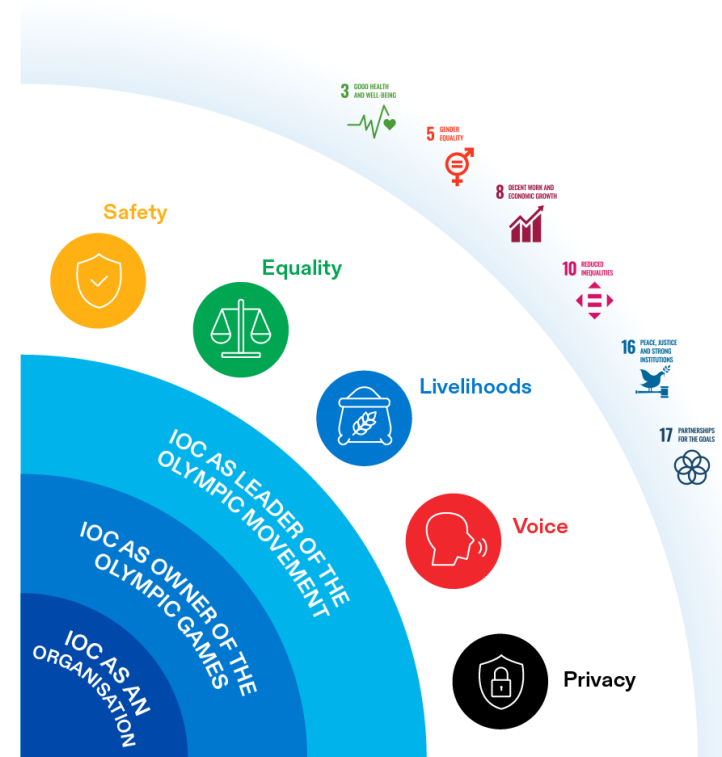 3 GOOD HEALTH
AND WELL-BEING
5 GENDER
EQUALITY
8 DECENT WORK AND
ECONOMIC GROWTH
10 REDUCED
INEQUALITIES
16 PEACE, JUSTICE
AND STRONG
INSTITUTIONS
17 PARTNERSHIPS
FOR THE GOALS
Safety
Equality
Livelihoods
Voice
Privacy
IOC AS LEADER OF THE
OLYMPIC MOVEMENT
IOC AS OWNER OF THE
OLYMPIC GAMES
IOC AS AN
ORGANISATION